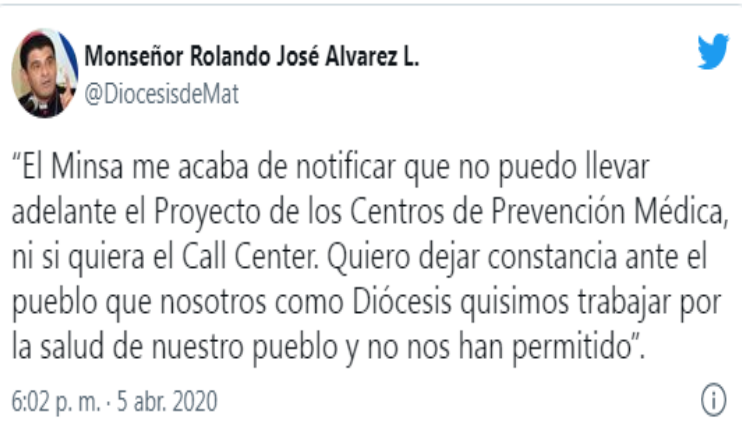 Monseñor Rolando José Alvarez L.
@DiocesisdeMat
“El Minsa me acaba de notificar que no puedo llevar
adelante el Proyecto de los Centros de Prevención Médica,
ni si quiera el Call Center. Quiero dejar constancia ante el
pueblo que nosotros como Diócesis quisimos trabajar por
la salud de nuestro pueblo y no nos han permitido”.
6:02 p. m. · 5 abr. 2020